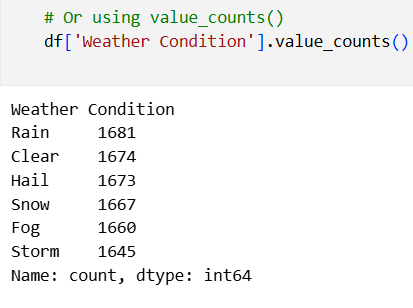 # Or using value_counts()
df['Weather Condition'].value_counts()
Weather Condition
Rain 1681
Clear 1674
Hail 1673
Snow 1667
Fog 1660
Storm 1645
Name: count, dtype: int64